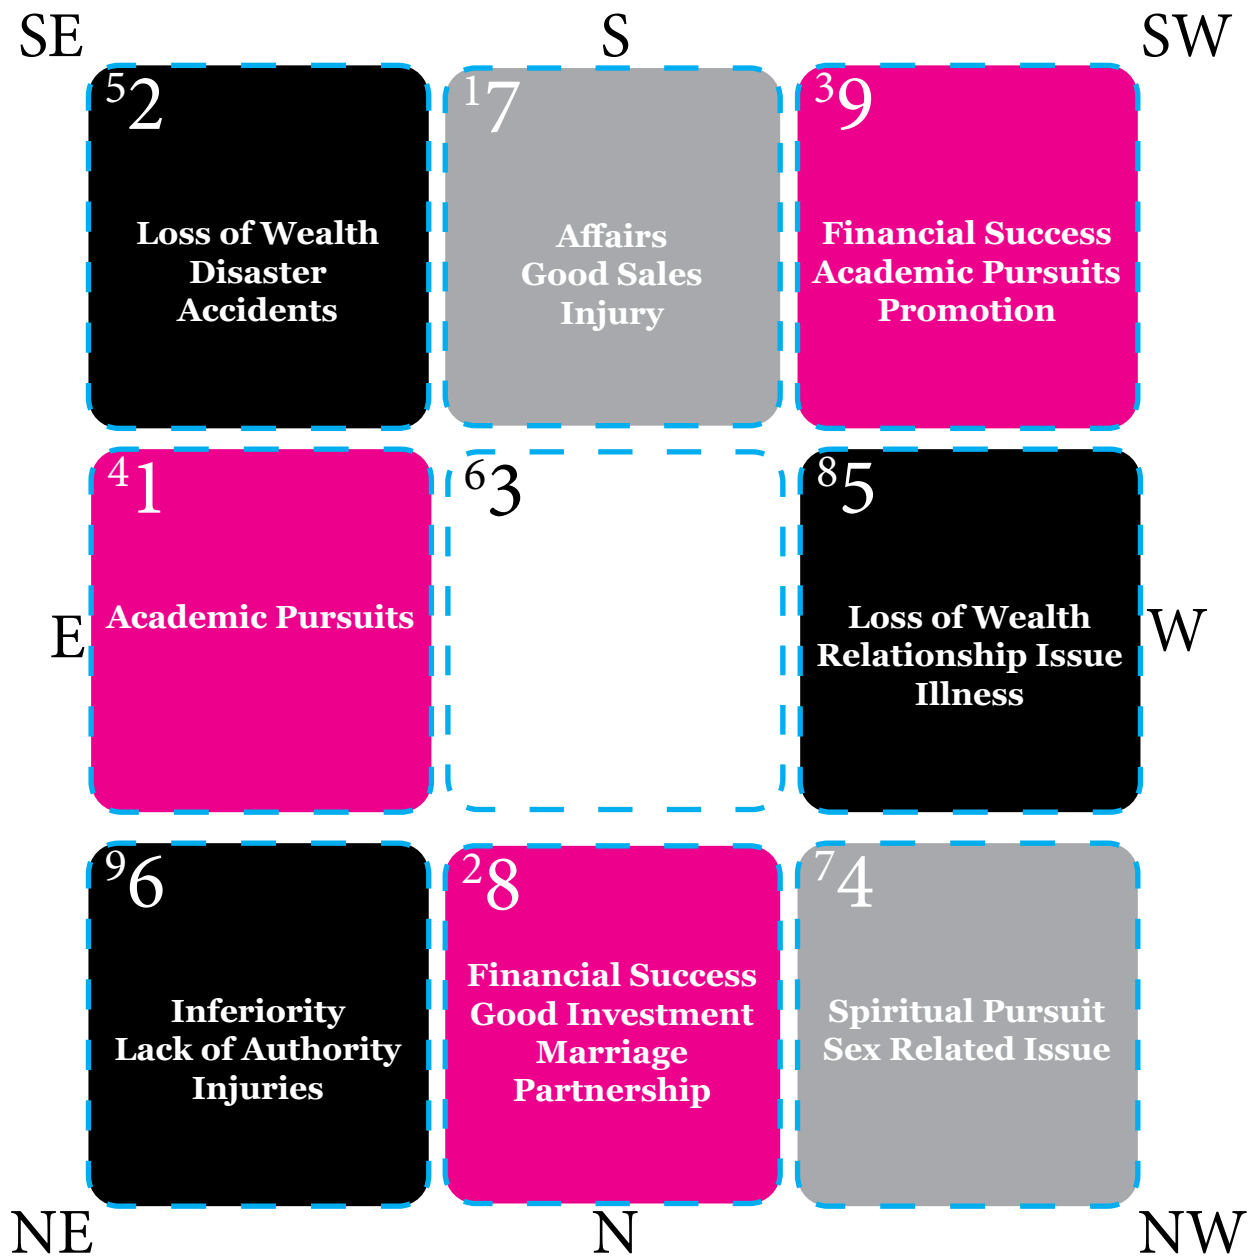 SE
S
SW
52
Loss of Wealth
Disaster
Accidents
17
Affairs
Good Sales
Injury
39
Financial Success
Academic Pursuits
Promotion
E
41
Academic Pursuits
63
85
Loss of Wealth
Relationship Issue
Illness
W
96
Inferiority
Lack of Authority
Injuries
28
Financial Success
Good Investment
Marriage
Partnership
74
Spiritual Pursuit
Sex Related Issue
NE
N
NW